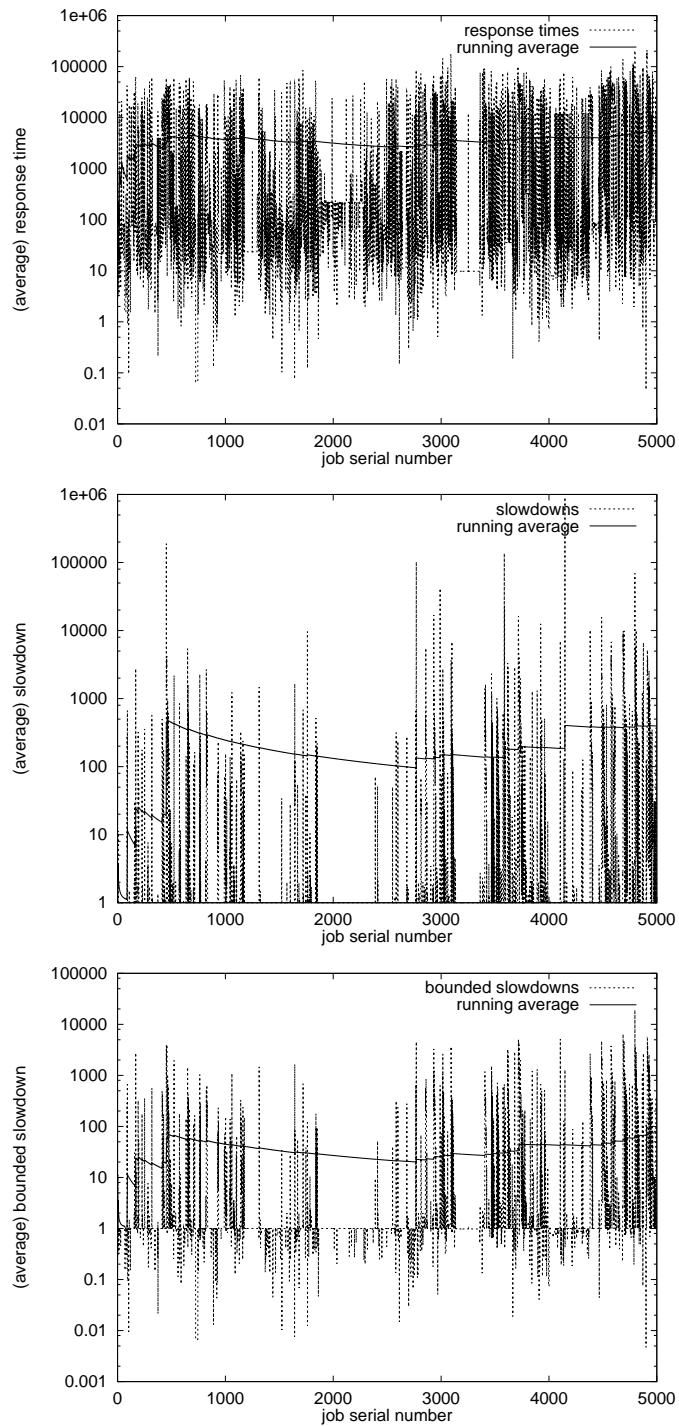 1e+06
100000
10000
1000
100
10
1
0.1
0.01
(average) response time
response times
running average
0 1000 2000 3000 4000 5000
job serial number
1e+06
100000
10000
1000
100
10
1
(average) slowdown
slowdowns
running average
0 1000 2000 3000 4000 5000
job serial number
100000
10000
1000
100
10
1
0.1
0.01
0.001
(average) bounded slowdown
bounded slowdowns
running average
0 1000 2000 3000 4000 5000
job serial number